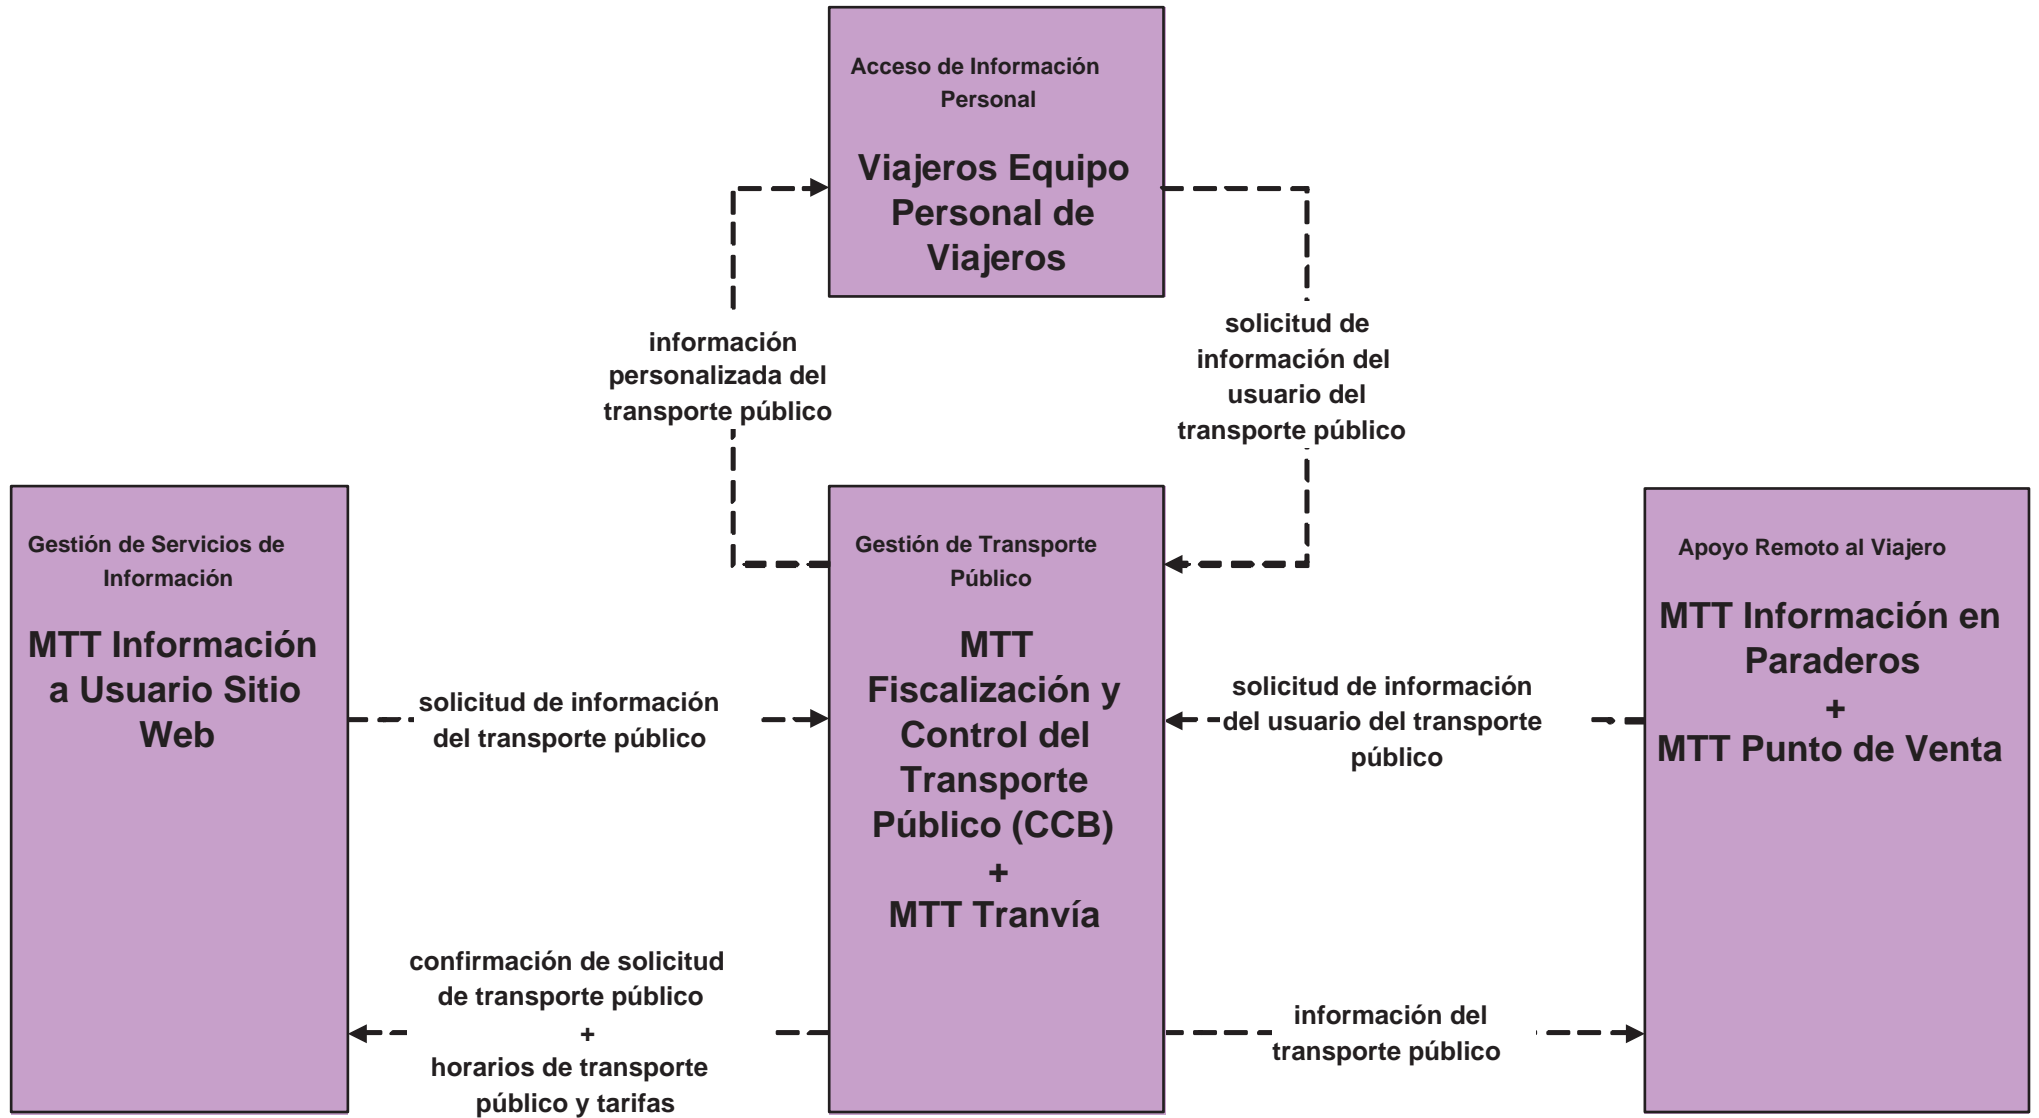 Acceso de Información
Personal
Viajeros Equipo
Personal de
Viajeros
información
personalizada del
transporte público
solicitud de
información del
usuario del
transporte público
Gestión de Servicios de
Información
MTT Información
a Usuario Sitio
Web
solicitud de información
del transporte público
confirmación de solicitud
de transporte público
+
horarios de transporte
público y tarifas
Gestión de Transporte
Público
MTT
Fiscalización y
Control del
Transporte
Público (CCB)
+
MTT Tranvía
solicitud de información
del usuario del transporte
público
información del
transporte público
Apoyo Remoto al Viajero
MTT Información en
Paraderos
+
MTT Punto de Venta